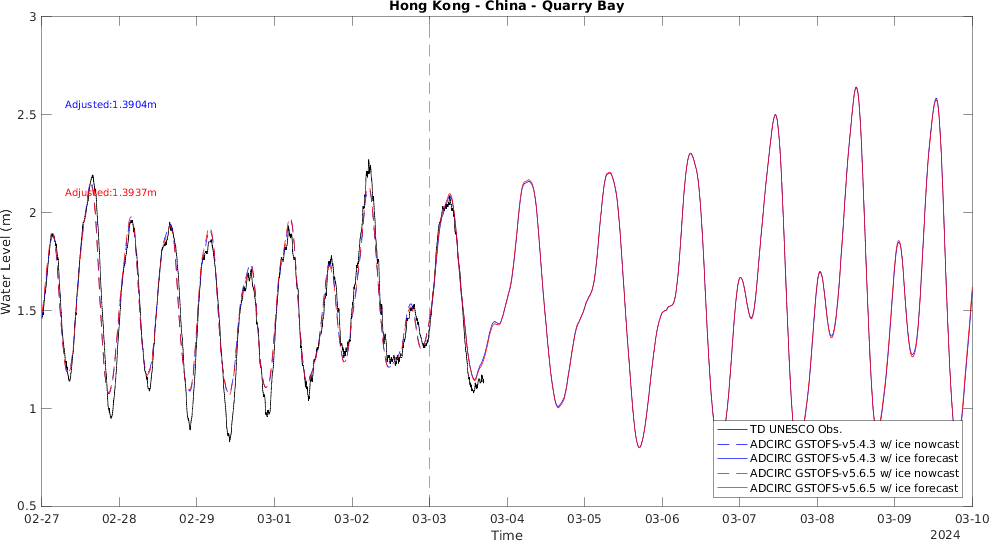 Hong Kong - China - Quarry Bay
Water Level (m)
3
2.5
2
1.5
1
0.5
Adjusted:1.3904m
Adjusted:1.3937m
TD UNESCO Obs.
ADCIRC GSTOFS-v5.4.3 w/ ice nowcast
ADCIRC GSTOFS-v5.4.3 w/ ice forecast
ADCIRC GSTOFS-v5.6.5 w/ ice nowcast
ADCIRC GSTOFS-v5.6.5 w/ ice forecast
02-27 02-28 02-29 03-01 03-02 03-03 03-04 03-05 03-06 03-07 03-08 03-09 03-10
Time
2024